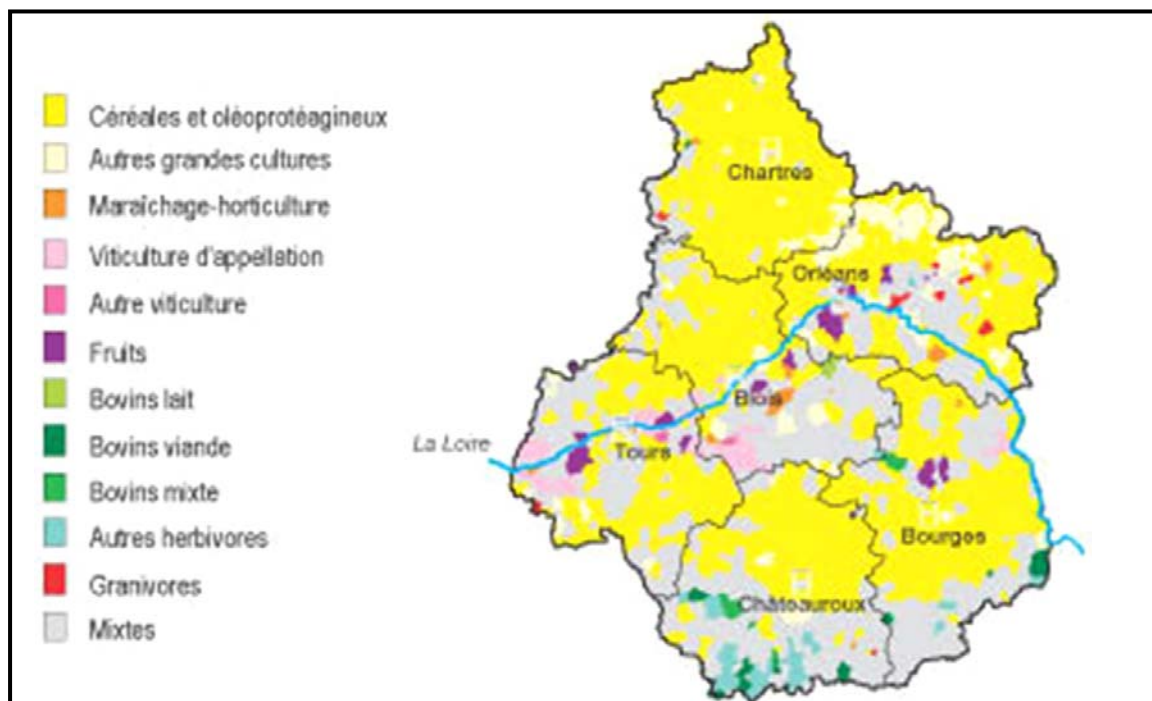 Céréales et oléoprotéagineux
Autres grandes cultures
Maraîchage-horticulture
Viticulture d'appellation
Autre viticulture
Fruits
Bovins lait
Bovins viande
Bovins mixte
Autres herbivores
Granivores
Mixtes
Chartres
Orléans
Blois
La Loire
Tours
Bourges
Châteauroux